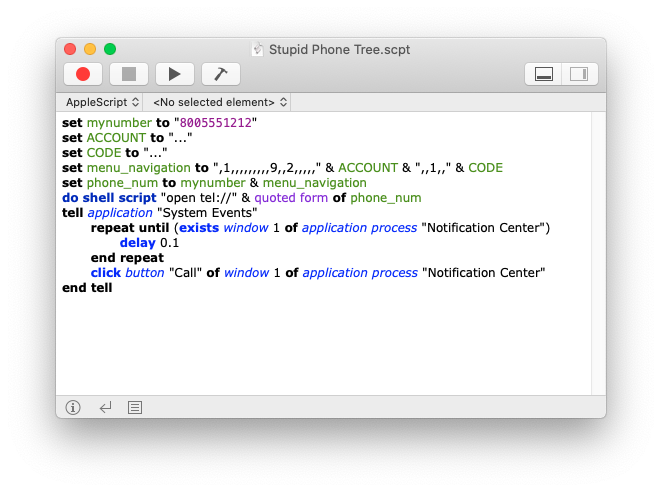 Stupid Phone Tree.scpt
AppleScript <No selected element>
set mynumber to "8005551212"
set ACCOUNT to "..."
set CODE to "..."
set menu_navigation to ",1,,,,,,,,,9,,2,,,,," & ACCOUNT & ",,1,," & CODE
set phone_num to mynumber & menu_navigation
do shell script "open tel://" & quoted form of phone_num
tell application "System Events"
repeat until (exists window 1 of application process "Notification Center")
delay 0.1
end repeat
click button "Call" of window 1 of application process "Notification Center"
end tell